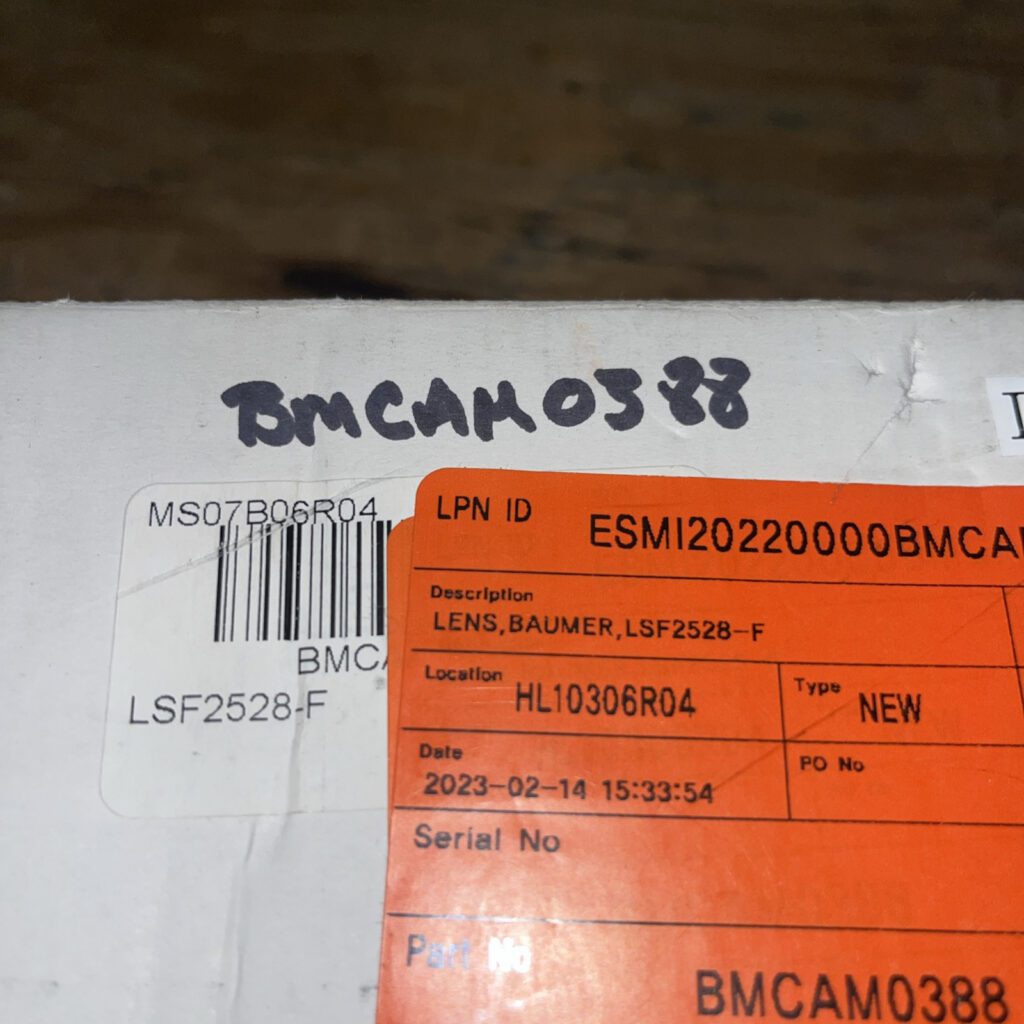 BMCAM0388
MS07B06R04
BMCA
LSF2528-F
LPN ID ESMI20220000BMCA
Description
LENS,BAUMER,LSF2528-F
Location HL10306R04
Type NEW
Date
2023-02-14 15:33:54
PO No
Serial No
Part No
BMCAM0388